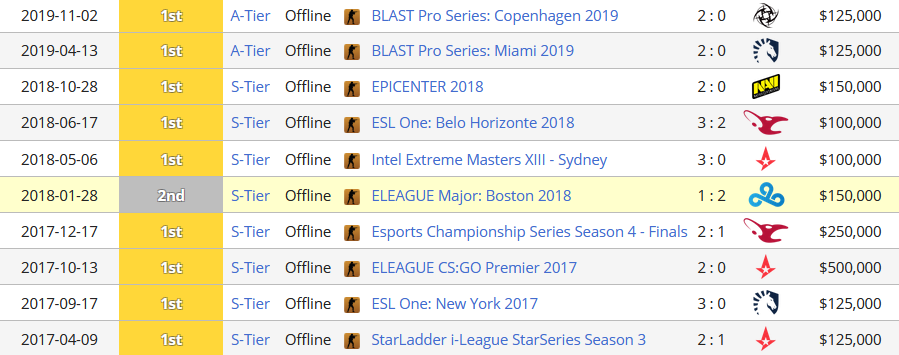 2019-11-02 1st A-Tier Offline BLAST Pro Series: Copenhagen 2019 2 : 0 $125,000
2019-04-13 1st A-Tier Offline BLAST Pro Series: Miami 2019 2 : 0 $125,000
2018-10-28 1st S-Tier Offline EPICENTER 2018 2 : 0 NAVI $150,000
2018-06-17 1st S-Tier Offline ESL One: Belo Horizonte 2018 3 : 2 $100,000
2018-05-06 1st S-Tier Offline Intel Extreme Masters XIII - Sydney 3 : 0 $100,000
2018-01-28 2nd S-Tier Offline ELEAGUE Major: Boston 2018 1 : 2 $150,000
2017-12-17 1st S-Tier Offline Esports Championship Series Season 4 - Finals 2 : 1 $250,000
2017-10-13 1st S-Tier Offline ELEAGUE CS:GO Premier 2017 2 : 0 $500,000
2017-09-17 1st S-Tier Offline ESL One: New York 2017 3 : 0 $125,000
2017-04-09 1st S-Tier Offline StarLadder i-League StarSeries Season 3 2 : 1 $125,000